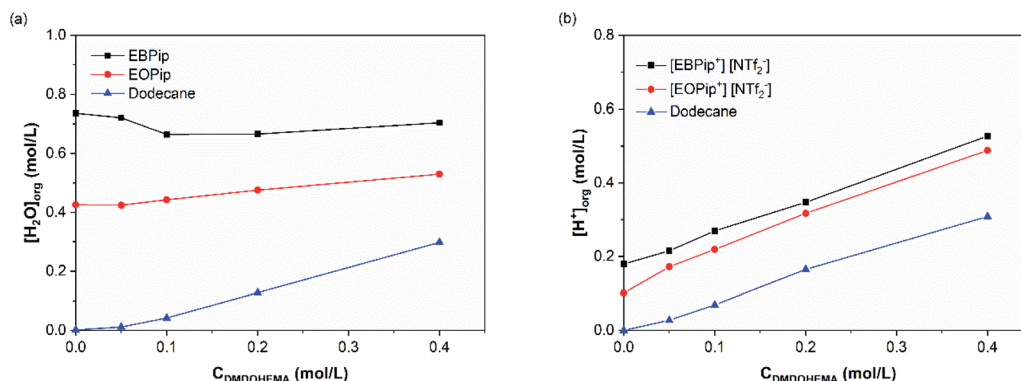 (a)
EBPip
EOPip
Dodecane
[H₂O]org (mol/L)
1.0
0.8
0.6
0.4
0.2
0.0
0.0 0.1 0.2 0.3 0.4
C_DMDOHEMA (mol/L)
(b)
[EBPip⁺] [NTf₂⁻]
[EOPip⁺] [NTf₂⁻]
Dodecane
[H⁺]org (mol/L)
0.8
0.6
0.4
0.2
0.0
0.0 0.1 0.2 0.3 0.4
C_DMDOHEMA (mol/L)